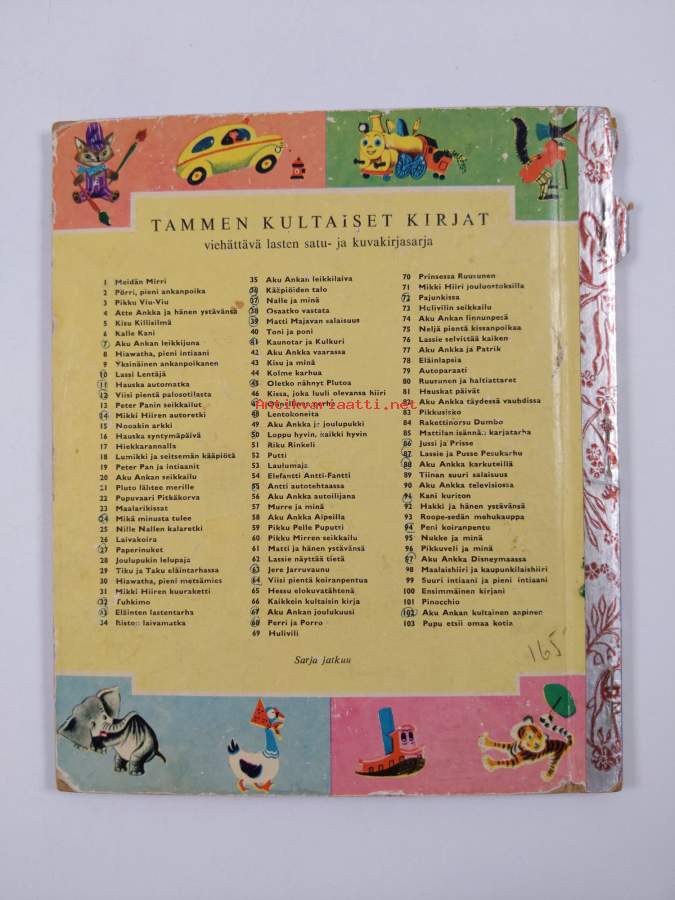 TAMMEN KULTAiSET KIRJAT
viehättävä lasten satu- ja kuvakirjasarja
1 Meidän Mirri
2 Pörri, pieni ankanpoika
3 Pikku Viu-Viu
4 Atte Ankka ja hänen ystävänsä
5 Kisu Killisilmä
6 Kalle Kani
7 Aku Ankan leikkijuna
8 Hiawatha, pieni intiaani
9 Yksinäinen ankanpoikanen
10 Lassi Lentäjä
11 Hauska automatka
12 Viisi pientä palosotilasta
13 Peter Panin seikkailut
14 Mikki Hiiren autoretki
15 Nooakin arkki
16 Hauska syntymäpäivä
17 Hiekkarannalla
18 Lumikki ja seitsemän kääpiötä
19 Peter Pan ja intiaanit
20 Aku Ankan seikkailu
21 Pluto lähtee merille
22 Pupuvaari Pitkäkorva
23 Maalarikissat
24 Mikä minusta tulee
25 Nille Nallen kalaretki
26 Laivakoira
27 Paperinuket
28 Joulupukin lelupaja
29 Tiku ja Taku eläintarhassa
30 Hiawatha, pieni metsämies
31 Mikki Hiiren kuuraketti
32 Tuhkimo
33 Eläinten lastentarha
34 Riston laivamatka
35 Aku Ankan leikkilaiva
36 Kääpiöiden talo
37 Nalle ja minä
38 Osaatko vastata
39 Matti Majavan salaisuus
40 Toni ja poni
41 Kaunotar ja Kulkuri
42 Aku Ankka vaarassa
43 Kisu ja minä
44 Kolme karhua
45 Oletko nähnyt Plutoa
46 Kissa, joka luuli olevansa hiiri
48 Lentokoneita
49 Aku Ankka ja joulupukki
50 Loppu hyvin, kaikki hyvin
51 Riku Rinkeli
52 Putti
53 Laulumaja
54 Elefantti Antti-Fantti
55 Antti autotehtaassa
56 Aku Ankka autoilijana
57 Murre ja minä
58 Aku Ankka Alpeilla
59 Pikku Pelle Puputti
60 Pikku Mirren seikkailu
61 Matti ja hänen ystävänsä
62 Lassie näyttää tietä
63 Jere Jarruvaunu
64 Viisi pientä koiranpentua
65 Hessu elokuvatähtenä
66 Kaikkein kultaisin kirja
67 Aku Ankan joulukuusi
68 Perri ja Porro
69 Hulivili
70 Prinsessa Ruusunen
71 Mikki Hiiri jouluostoksilla
72 Pajunkissa
73 Hulivilin seikkailu
74 Aku Ankan linnunpesä
75 Neljä pientä kissanpoikaa
76 Lassie selvittää kaiken
77 Aku Ankka ja Patrik
78 Eläinlapsia
79 Autoparaati
80 Ruusunen ja haltiattaret
81 Hauskat päivät
82 Aku Ankka täydessä vauhdissa
83 Pikkusisko
84 Rakettinorsu Dumbo
85 Mattilan isännän karjatarha
86 Jussi ja Prisse
87 Lassie ja Pusse Pesukarhu
88 Aku Ankka karkuteillä
89 Tiinan suuri salaisuus
90 Aku Ankka televisiossa
91 Kani kuriton
92 Hakki ja hänen ystävänsä
93 Roope-sedän mehukauppa
94 Peni koiranpentu
95 Nukke ja minä
96 Pikkuveli ja minä
97 Aku Ankka Disneymaassa
98 Maalaishiiri ja kaupunkilaishiiri
99 Suuri intiaani ja pieni intiaani
100 Ensimmäinen kirjani
101 Pinocchio
102 Aku Ankan kultainen aapinen
103 Pupu etsii omaa kotia
Sarja jatkuu
165
Antikvariaatti.net